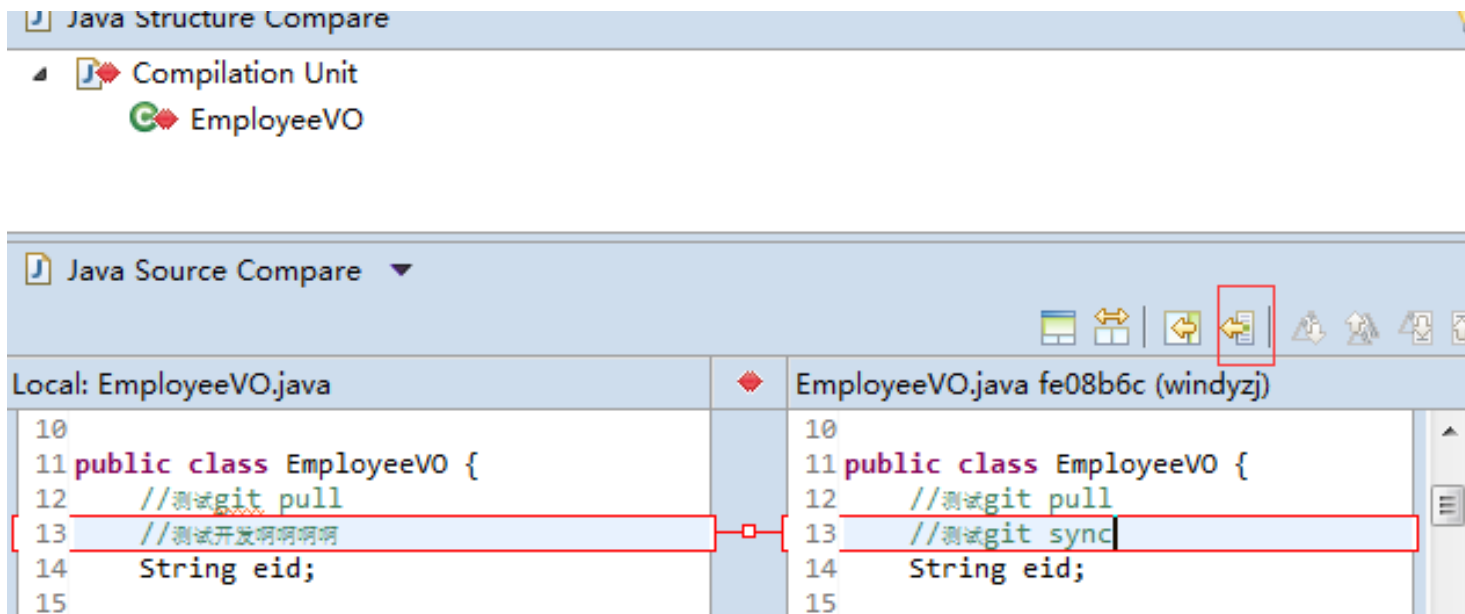 Java Structure Compare
Compilation Unit
EmployeeVO
Java Source Compare
Local: EmployeeVO.java
EmployeeVO.java fe08b6c (windyzj)
10
11 public class EmployeeVO {
12 //测试git pull
13 //测试开发啊啊啊啊
14 String eid;
15
10
11 public class EmployeeVO {
12 //测试git pull
13 //测试git sync
14 String eid;
15